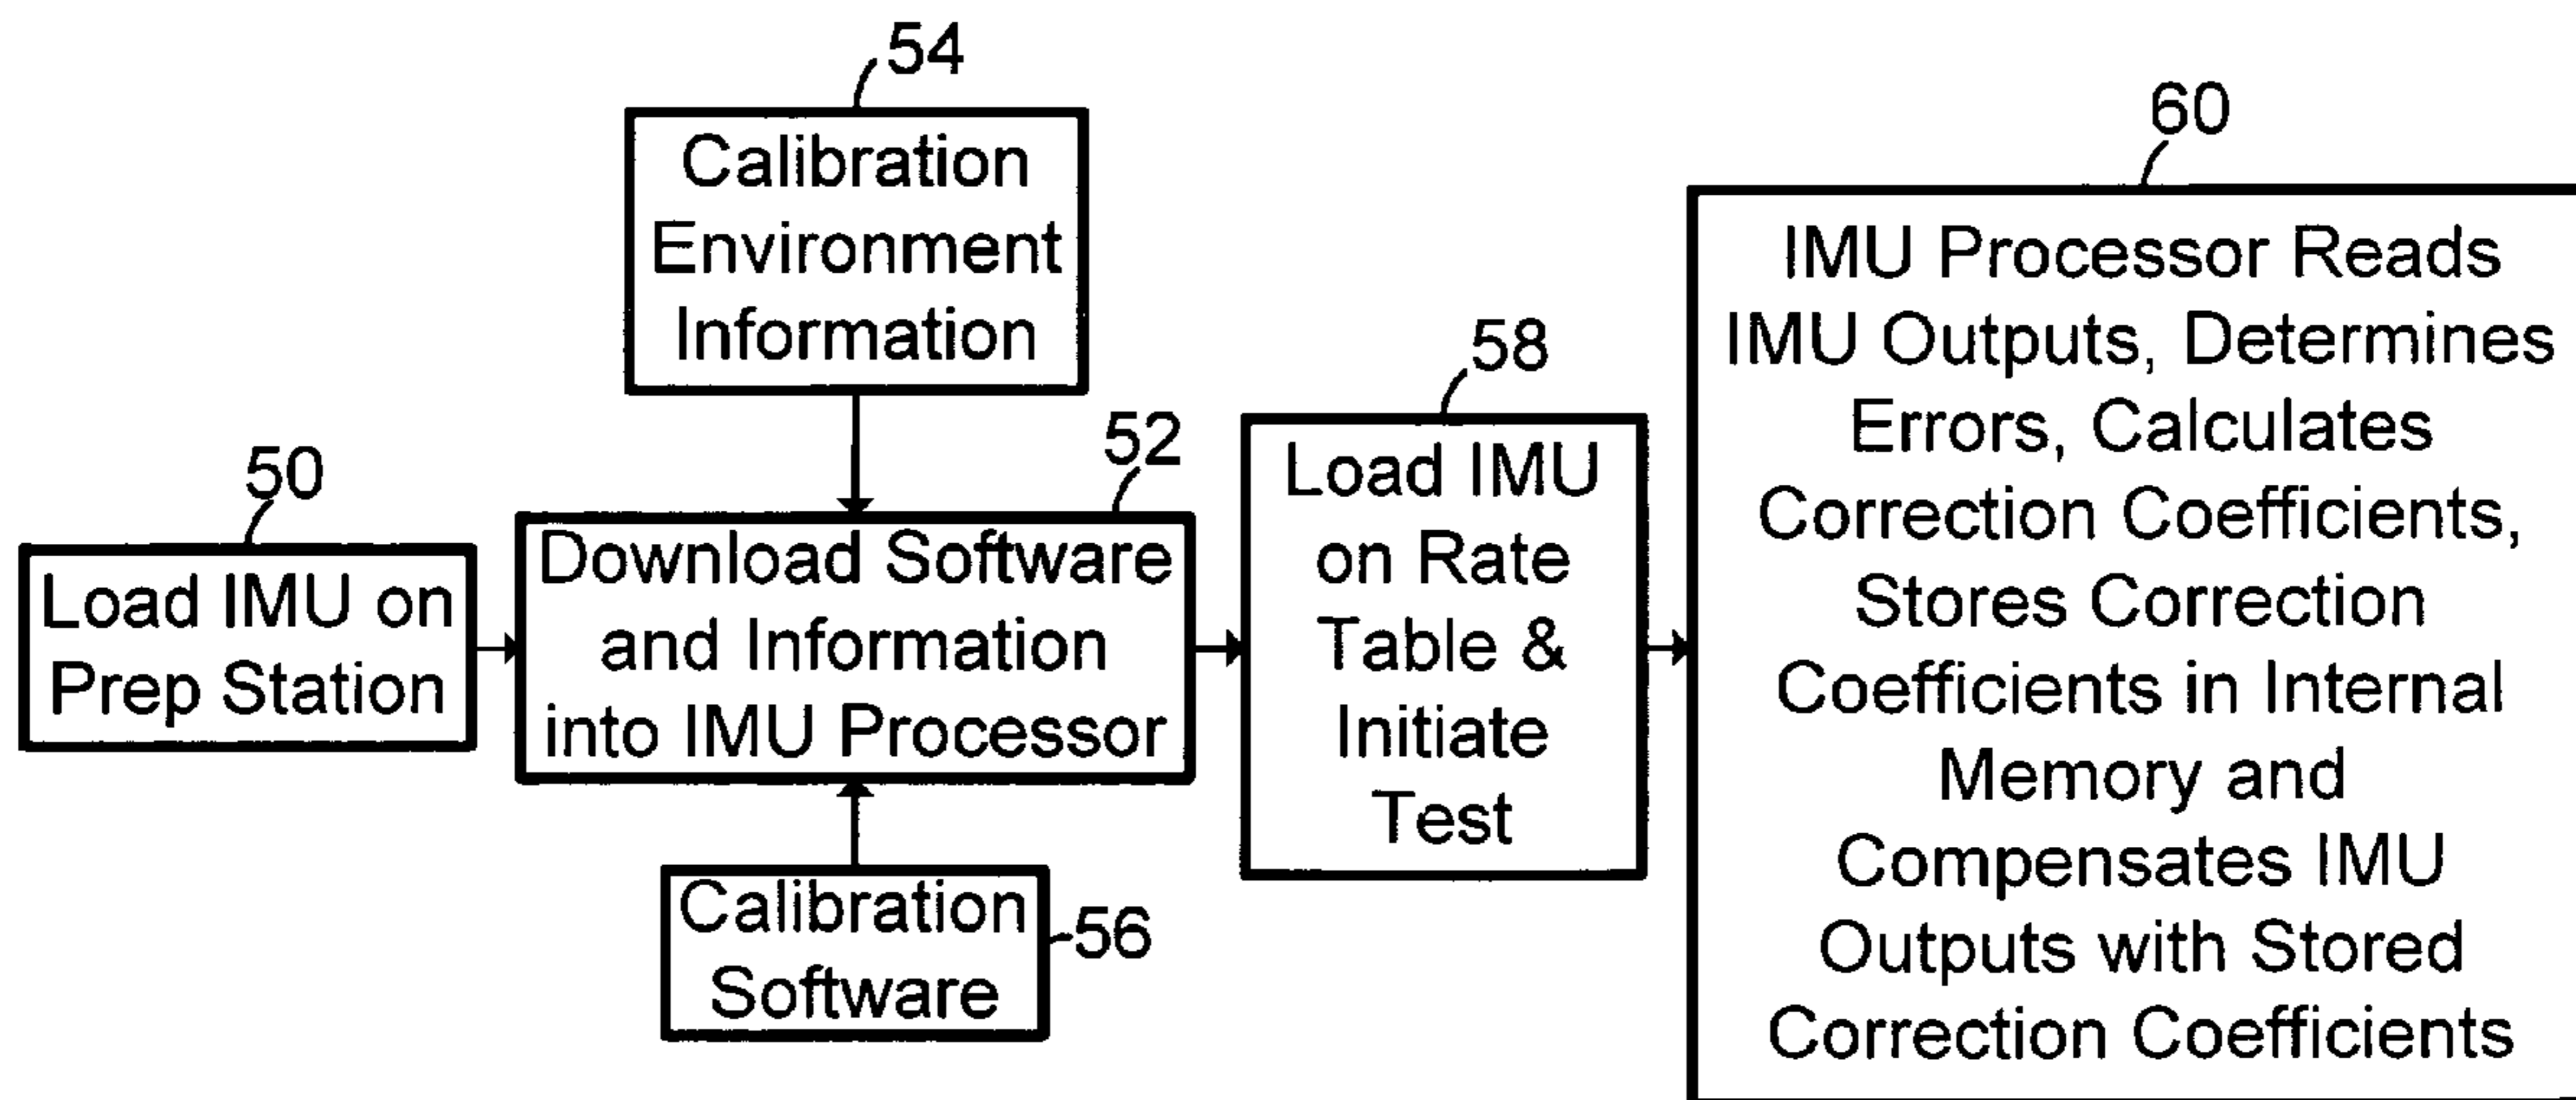 50
Load IMU on
Prep Station
54
Calibration
Environment
Information
52
Download Software
and Information
into IMU Processor
Calibration
Software
56
58
Load IMU
on Rate
Table &
Initiate
Test
60
IMU Processor Reads
IMU Outputs, Determines
Errors, Calculates
Correction Coefficients,
Stores Correction
Coefficients in Internal
Memory and
Compensates IMU
Outputs with Stored
Correction Coefficients